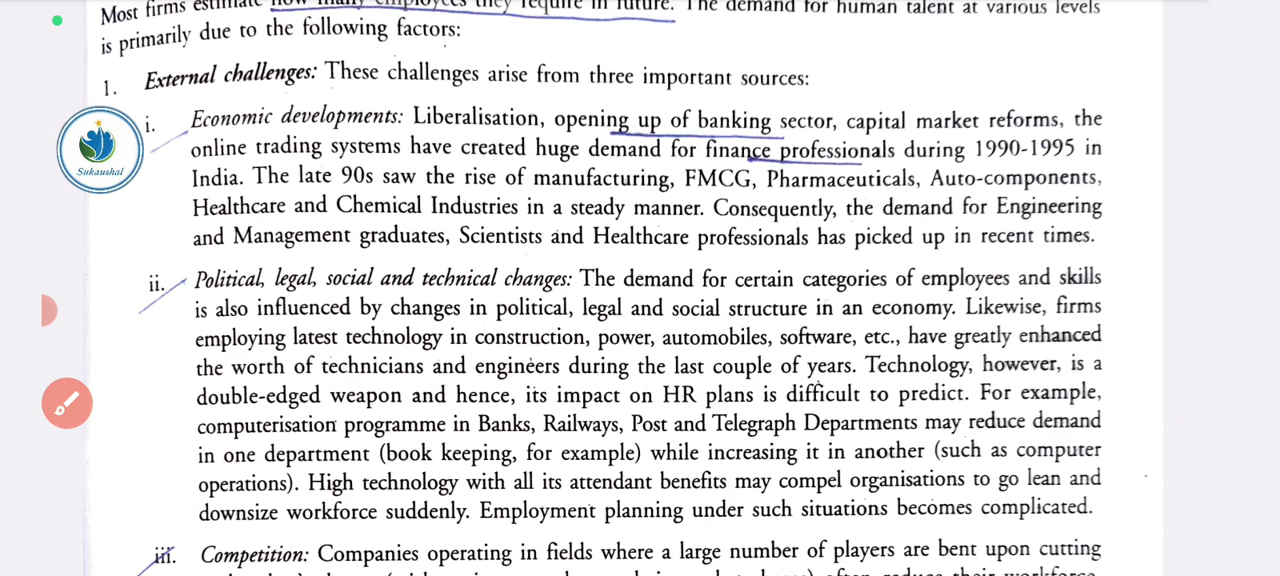 Most firms estimate how many employees they require in future. The demand for human talent at various levels
is primarily due to the following factors:
1. External challenges: These challenges arise from three important sources:
i. Economic developments: Liberalisation, opening up of banking sector, capital market reforms, the
online trading systems have created huge demand for finance professionals during 1990-1995 in
India. The late 90s saw the rise of manufacturing, FMCG, Pharmaceuticals, Auto-components,
Healthcare and Chemical Industries in a steady manner. Consequently, the demand for Engineering
and Management graduates, Scientists and Healthcare professionals has picked up in recent times.
Sukaushal
ii. Political, legal, social and technical changes: The demand for certain categories of employees and skills
is also influenced by changes in political, legal and social structure in an economy. Likewise, firms
employing latest technology in construction, power, automobiles, software, etc., have greatly enhanced
the worth of technicians and engineers during the last couple of years. Technology, however, is a
double-edged weapon and hence, its impact on HR plans is difficult to predict. For example,
computerisation programme in Banks, Railways, Post and Telegraph Departments may reduce demand
in one department (book keeping, for example) while increasing it in another (such as computer
operations). High technology with all its attendant benefits may compel organisations to go lean and
downsize workforce suddenly. Employment planning under such situations becomes complicated.
iii. Competition: Companies operating in fields where a large number of players are bent upon cutting